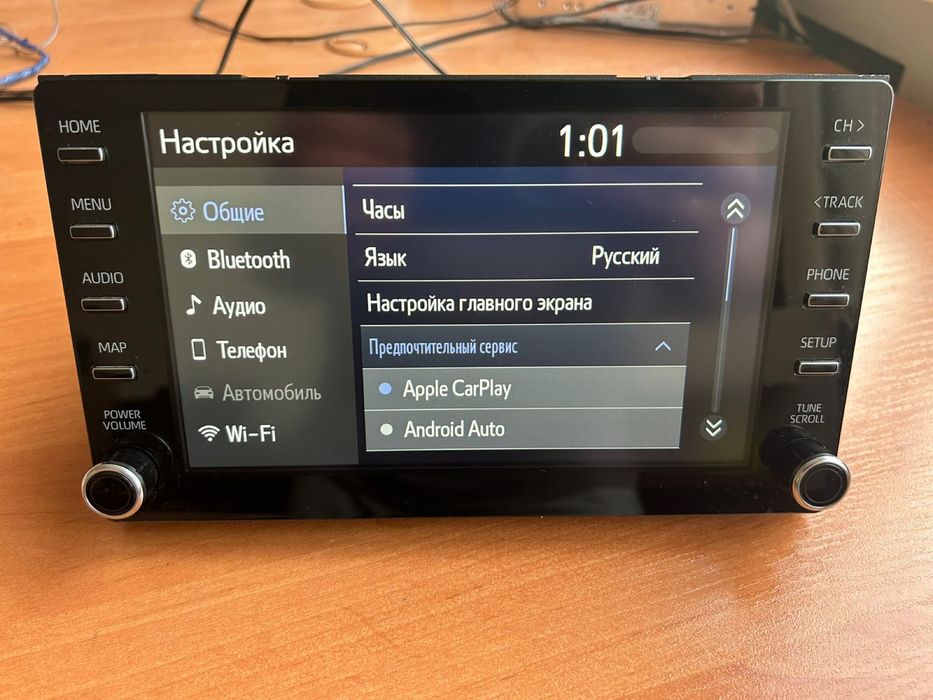 HOME
MENU
AUDIO
MAP
POWER
VOLUME
Настройка
1:01
Общие
Bluetooth
Аудио
Телефон
Автомобиль
Wi-Fi
Часы
Язык Русский
Настройка главного экрана
Предпочтительный сервис
Apple CarPlay
Android Auto
CH >
<TRACK
PHONE
SETUP
TUNE
SCROLL